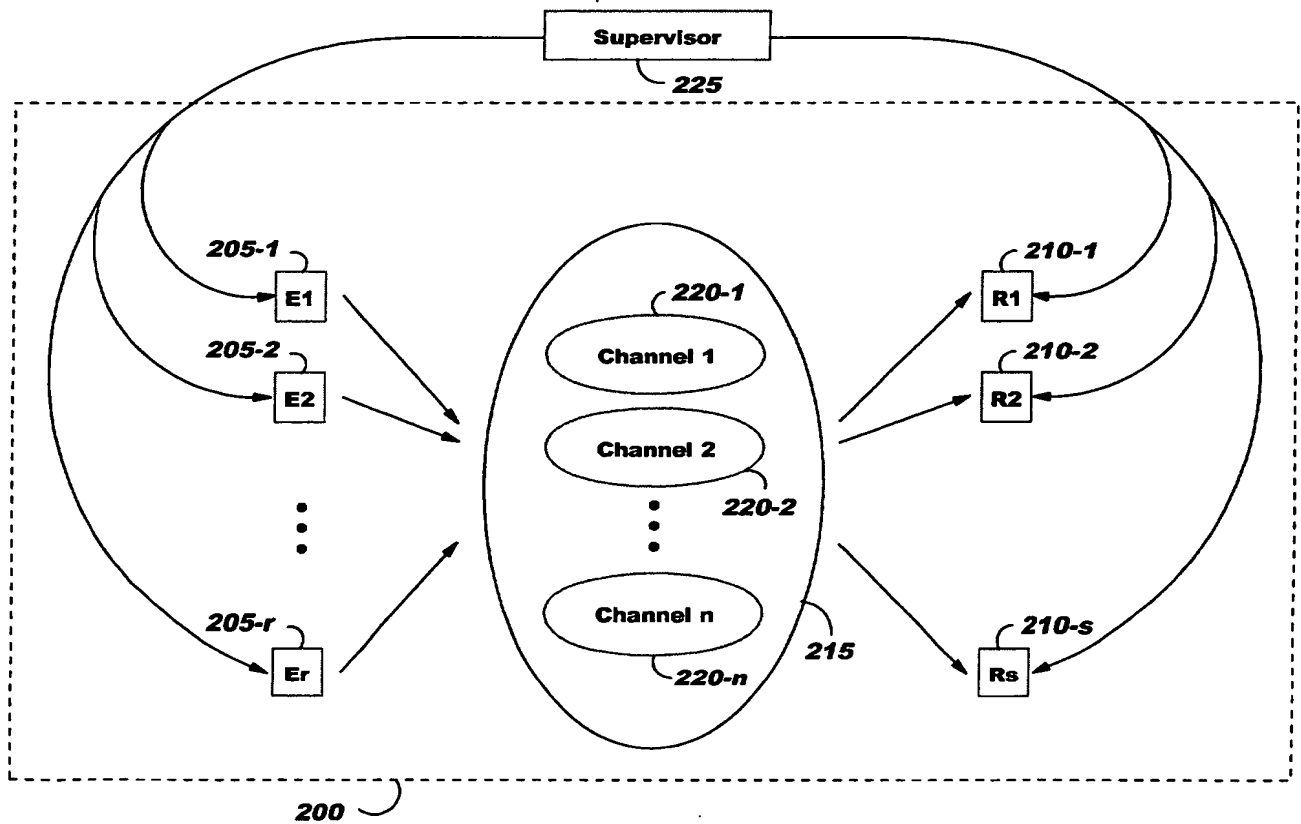 Supervisor
225
205-1
210-1
E1
220-1
R1
Channel 1
205-2
210-2
E2
R2
Channel 2
220-2
Channel n
205-r
210-s
215
Er
220-n
Rs
200